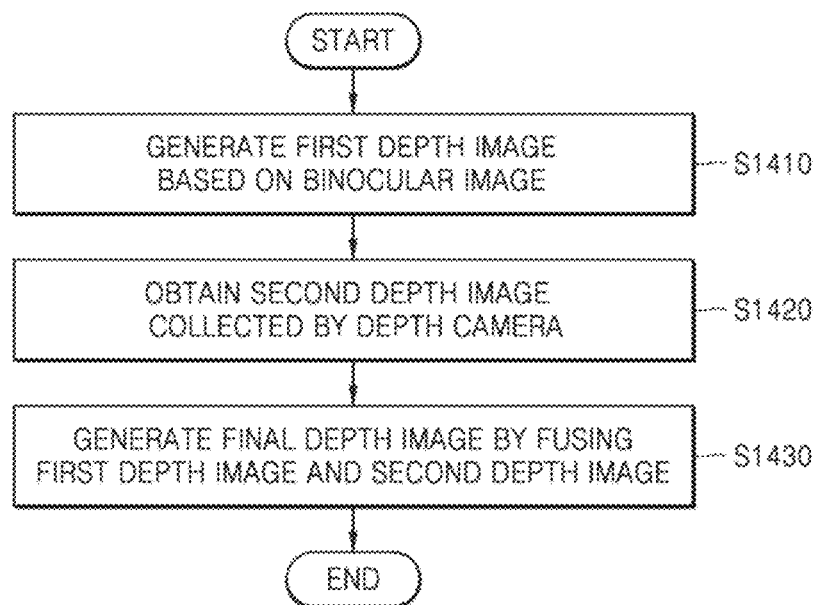 START
GENERATE FIRST DEPTH IMAGE
BASED ON BINOCULAR IMAGE
S1410
OBTAIN SECOND DEPTH IMAGE
COLLECTED BY DEPTH CAMERA
S1420
GENERATE FINAL DEPTH IMAGE BY FUSING
FIRST DEPTH IMAGE AND SECOND DEPTH IMAGE
S1430
END